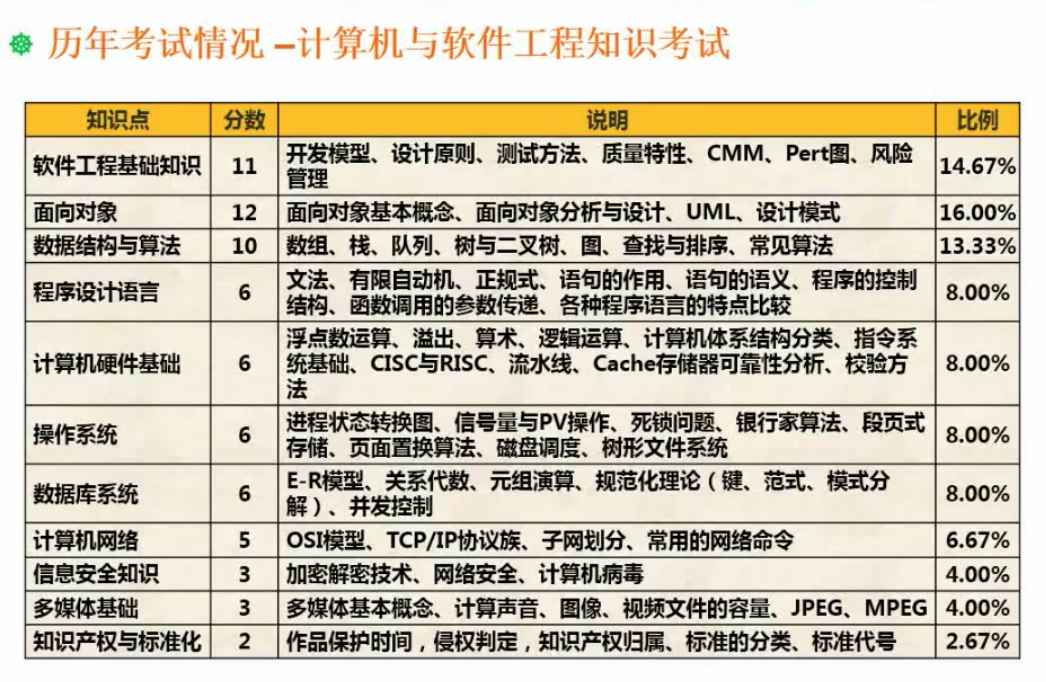 历年考试情况 –计算机与软件工程知识考试
知识点 分数 说明 比例
软件工程基础知识 11 开发模型、设计原则、测试方法、质量特性、CMM、Pert图、风险
管理 14.67%
面向对象 12 面向对象基本概念、面向对象分析与设计、UML、设计模式 16.00%
数据结构与算法 10 数组、栈、队列、树与二叉树、图、查找与排序、常见算法 13.33%
程序设计语言 6 文法、有限自动机、正规式、语句的作用、语句的语义、程序的控制
结构、函数调用的参数传递、各种程序语言的特点比较 8.00%
计算机硬件基础 6 浮点数运算、溢出、算术、逻辑运算、计算机体系结构分类、指令系
统基础、CISC与RISC、流水线、Cache存储器可靠性分析、校验方
法 8.00%
操作系统 6 进程状态转换图、信号量与PV操作、死锁问题、银行家算法、段页式
存储、页面置换算法、磁盘调度、树形文件系统 8.00%
数据库系统 6 E-R模型、关系代数、元组演算、规范化理论（键、范式、模式分
解）、并发控制 8.00%
计算机网络 5 OSI模型、TCP/IP协议族、子网划分、常用的网络命令 6.67%
信息安全知识 3 加密解密技术、网络安全、计算机病毒 4.00%
多媒体基础 3 多媒体基本概念、计算声音、图像、视频文件的容量、JPEG、MPEG 4.00%
知识产权与标准化 2 作品保护时间，侵权判定，知识产权归属、标准的分类、标准代号 2.67%